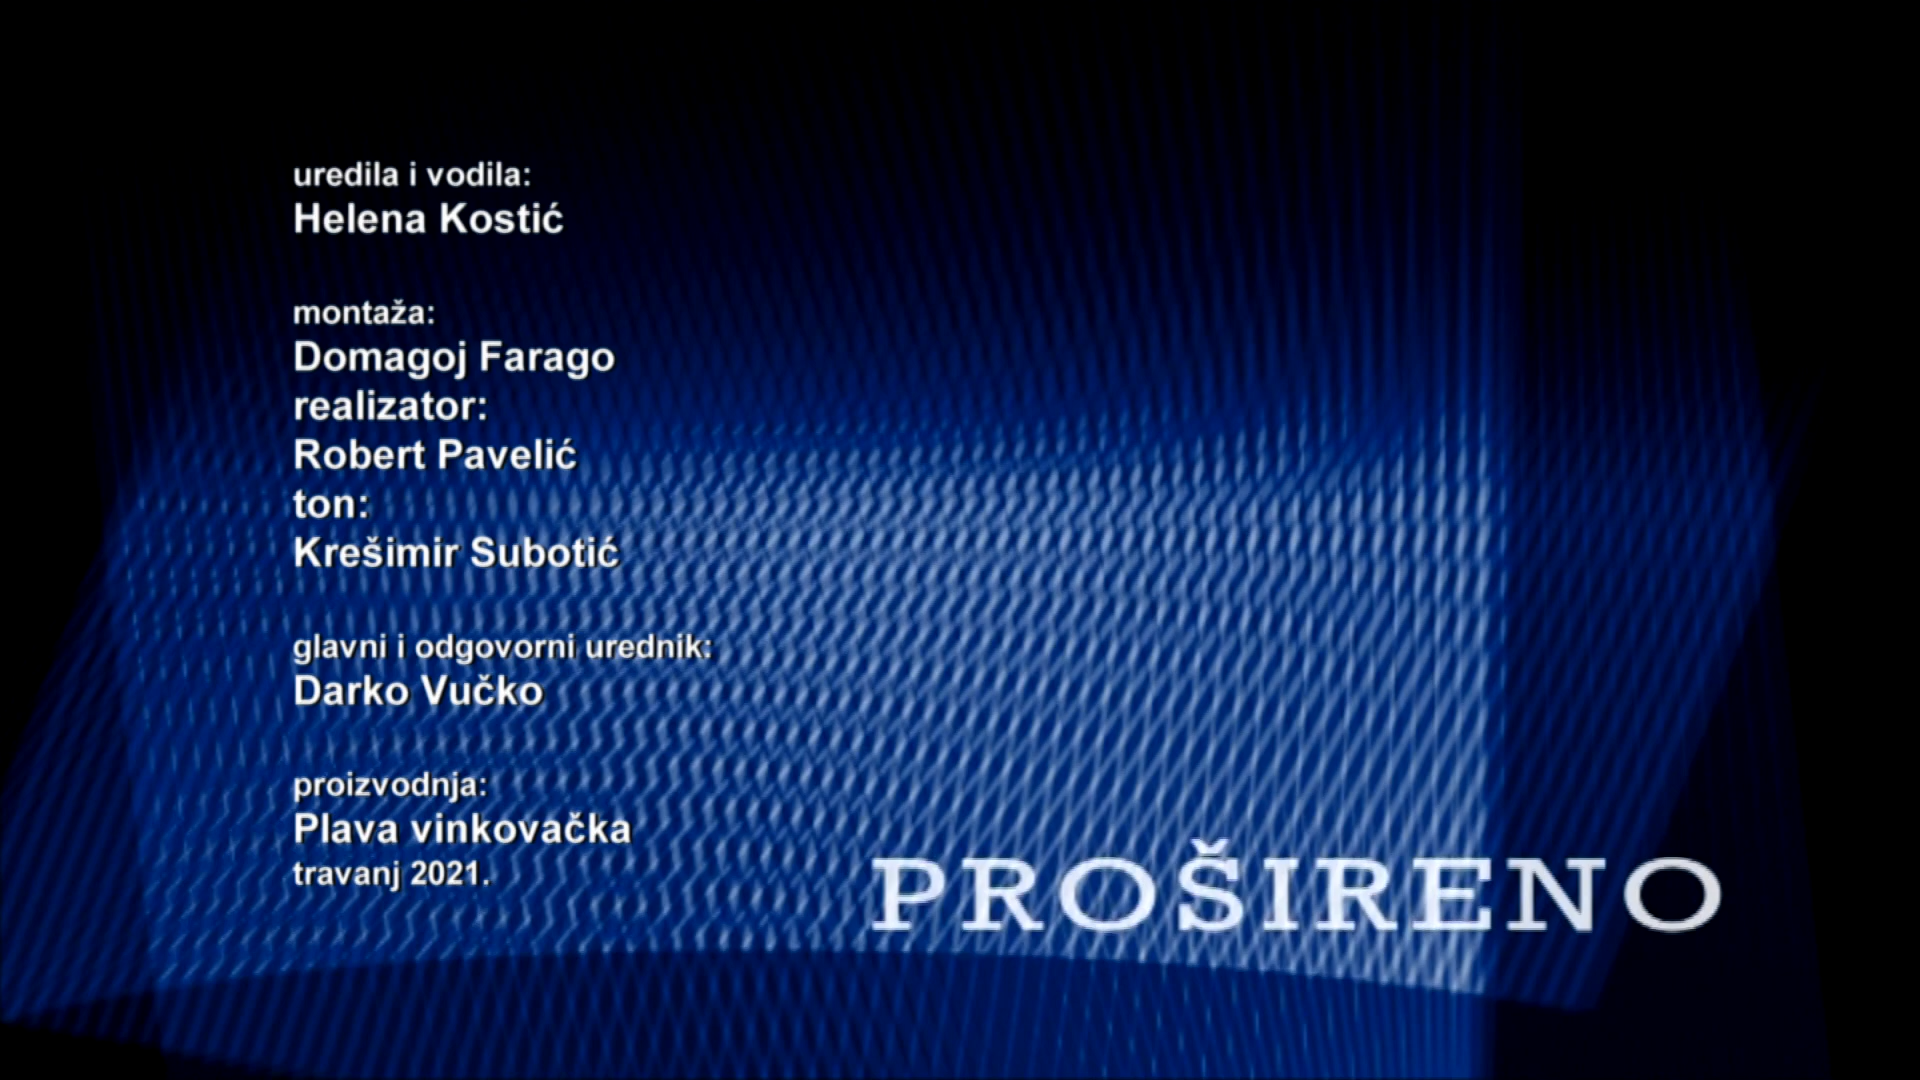 uredila i vodila:
Helena Kostić
montaža:
Domagoj Farago
realizator:
Robert Pavelić
ton:
Krešimir Subotić
glavni i odgovorni urednik:
Darko Vučko
proizvodnja:
Plava vinkovačka
travanj 2021.
PROŠIRENO